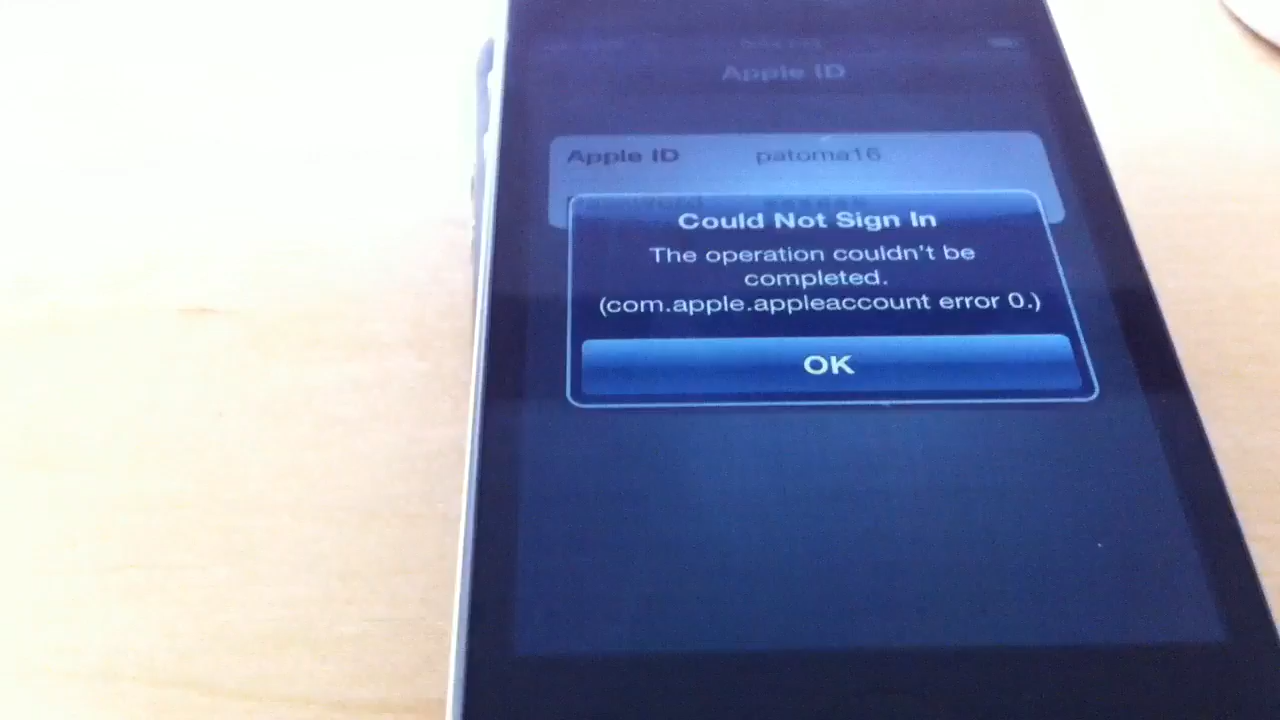 Apple ID
Apple ID patoma16
Could Not Sign In
The operation couldn't be
completed.
(com.apple.appleaccount error 0.)
OK